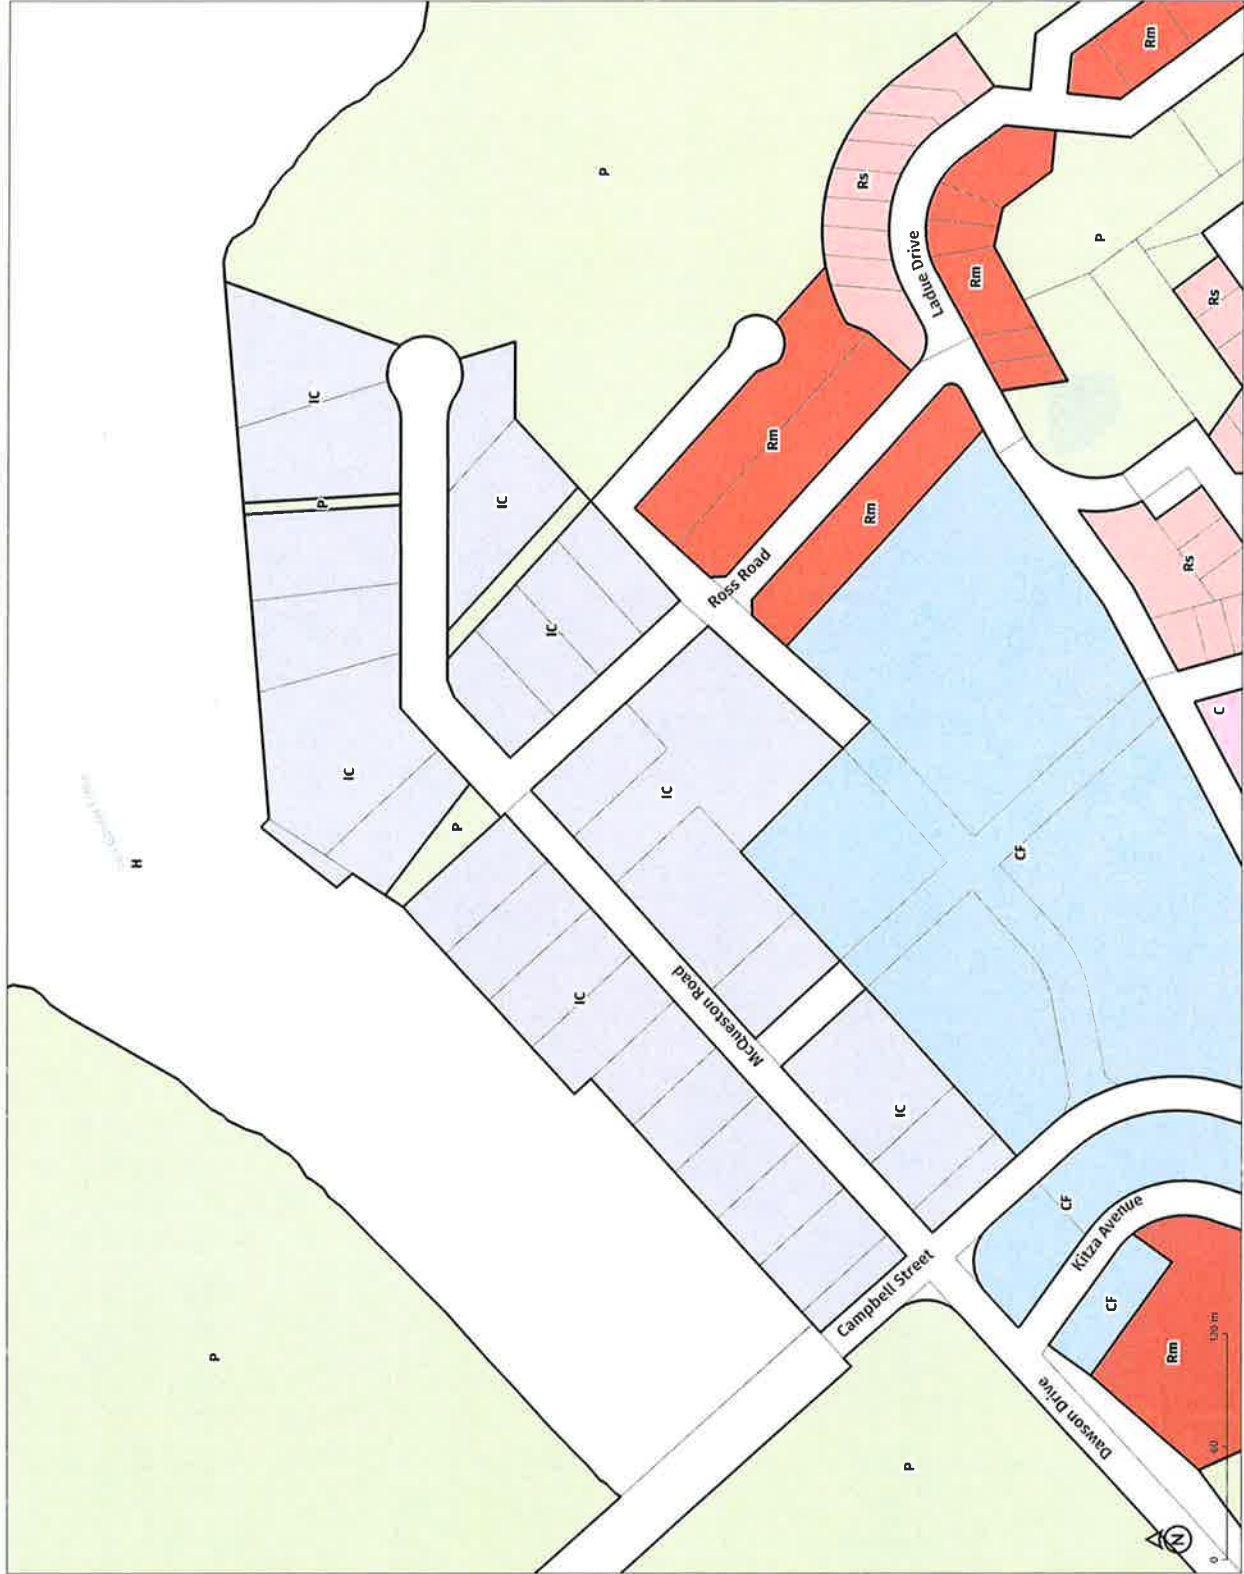 Rm
P
Rs
P
Ladue Drive
Rm
Rs
IC
Rm
IC
P
Rm
Rs
Ross Road
IC
C
IC
IC
P
H
CF
IC
McQueston Road
IC
CF
Kitza Avenue
Campbell Street
CF
P
Rm
Dawson Drive
P
N
0 60 120 m